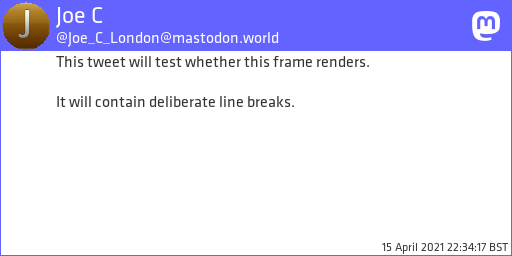 J
Joe C
@Joe_C_London@mastodon.world
m
This tweet will test whether this frame renders.
It will contain deliberate line breaks.
15 April 2021 22:34:17 BST